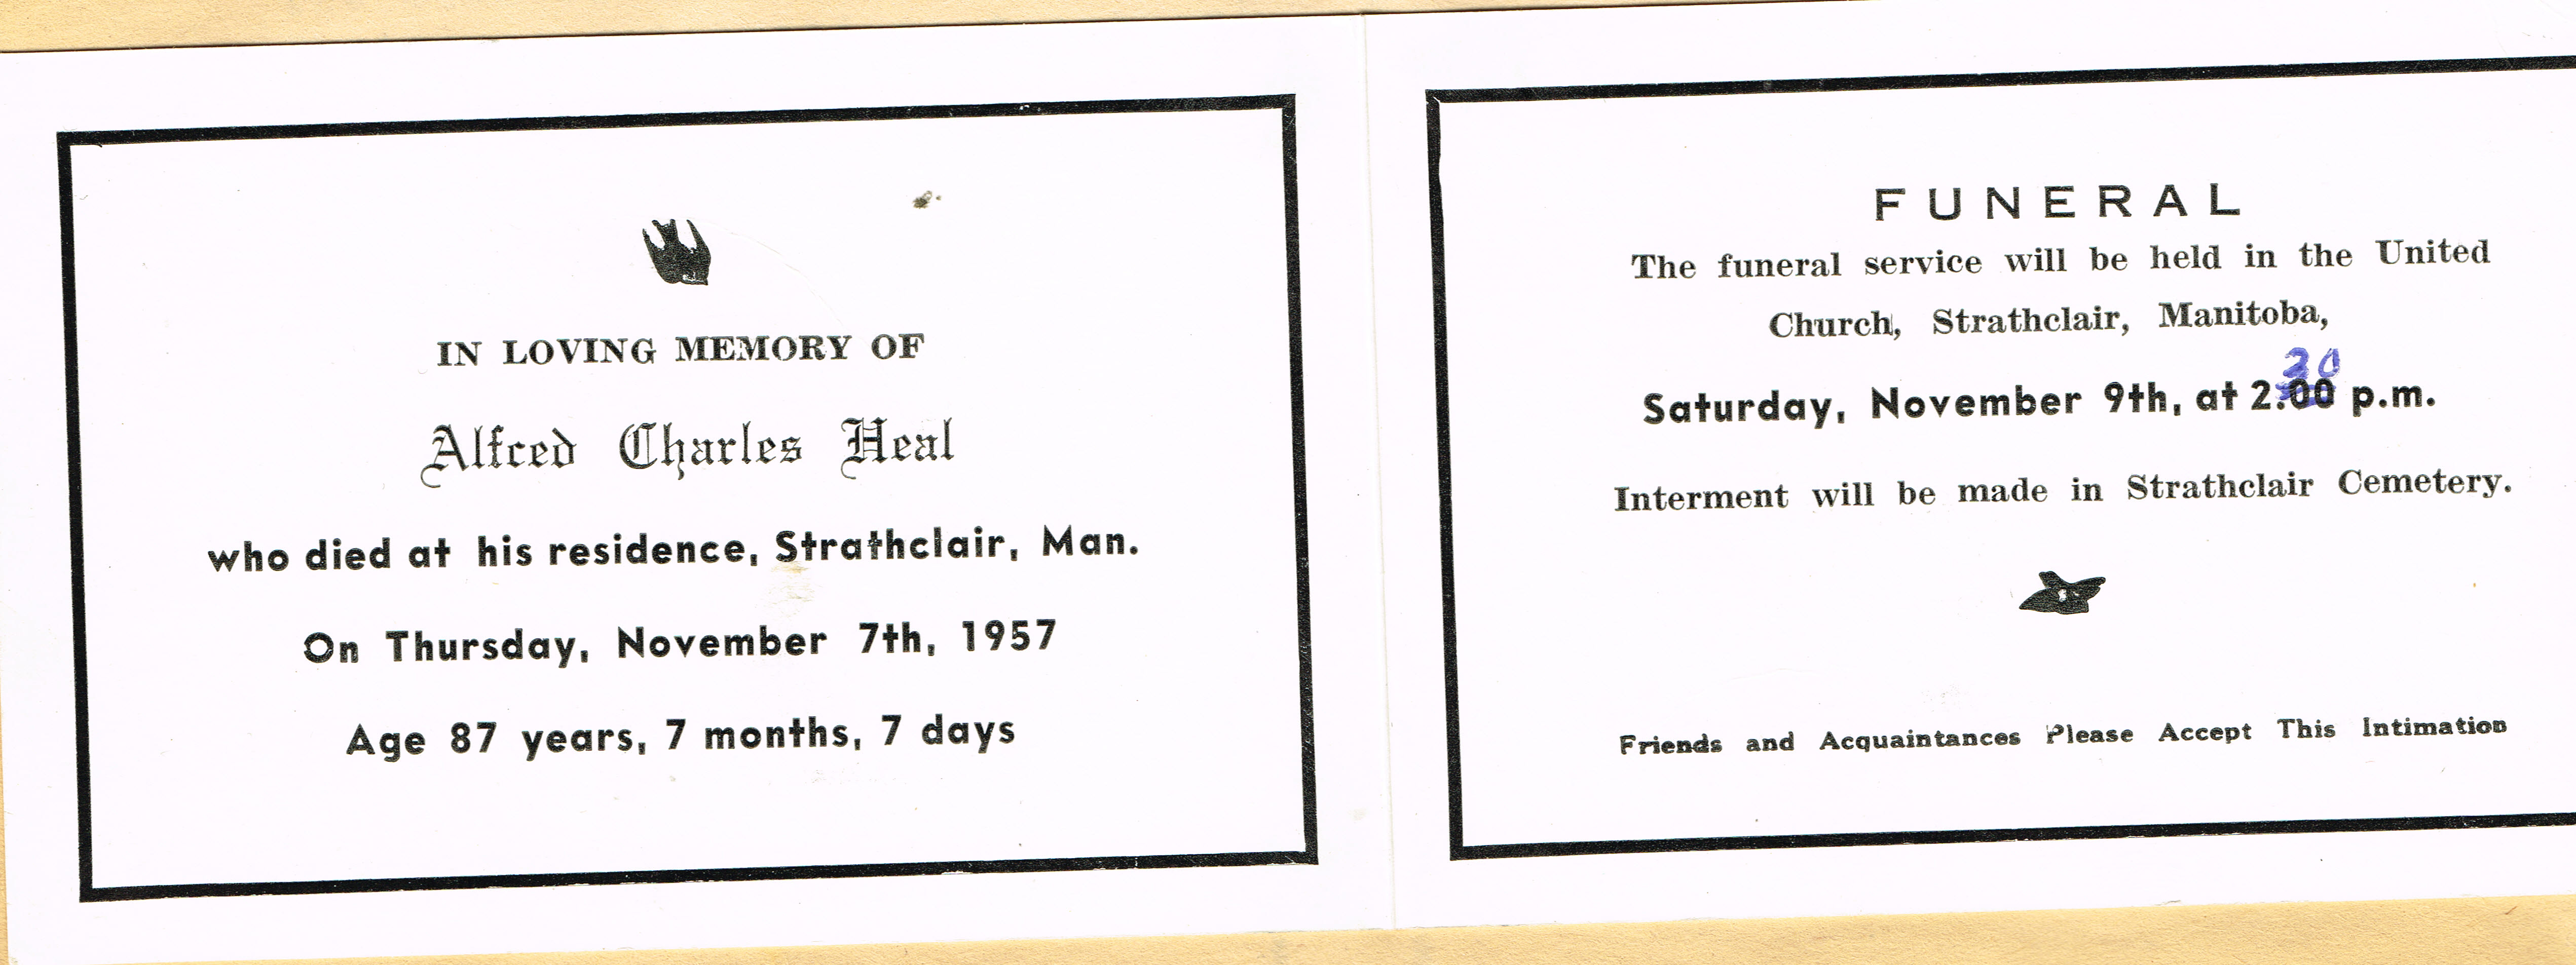 IN LOVING MEMORY OF
Alfred Charles Heal
who died at his residence, Strathclair, Man.
On Thursday, November 7th, 1957
Age 87 years, 7 months, 7 days
FUNERAL
The funeral service will be held in the United
Church, Strathclair, Manitoba,
30
Saturday, November 9th, at 2.00 p.m.
Interment will be made in Strathclair Cemetery.
Friends and Acquaintances Please Accept This Intimation